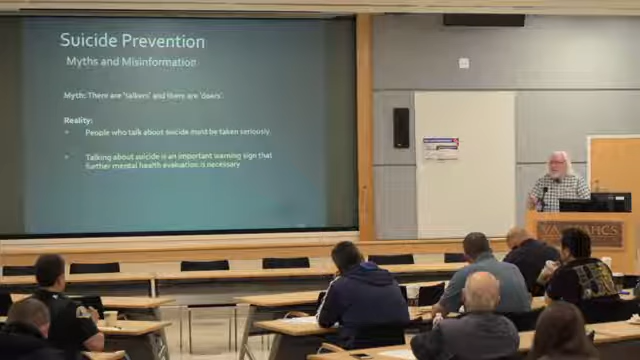 Suicide Prevention
Myths and Misinformation
Myth: There are 'talkers' and there are 'doers'.
Reality:
People who talk about suicide must be taken seriously
Talking about suicide is an important warning sign that
further mental health evaluation is necessary